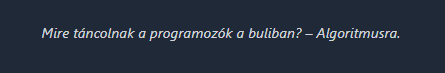 Mire táncolnak a programozók a buliban? – Algoritmusra.